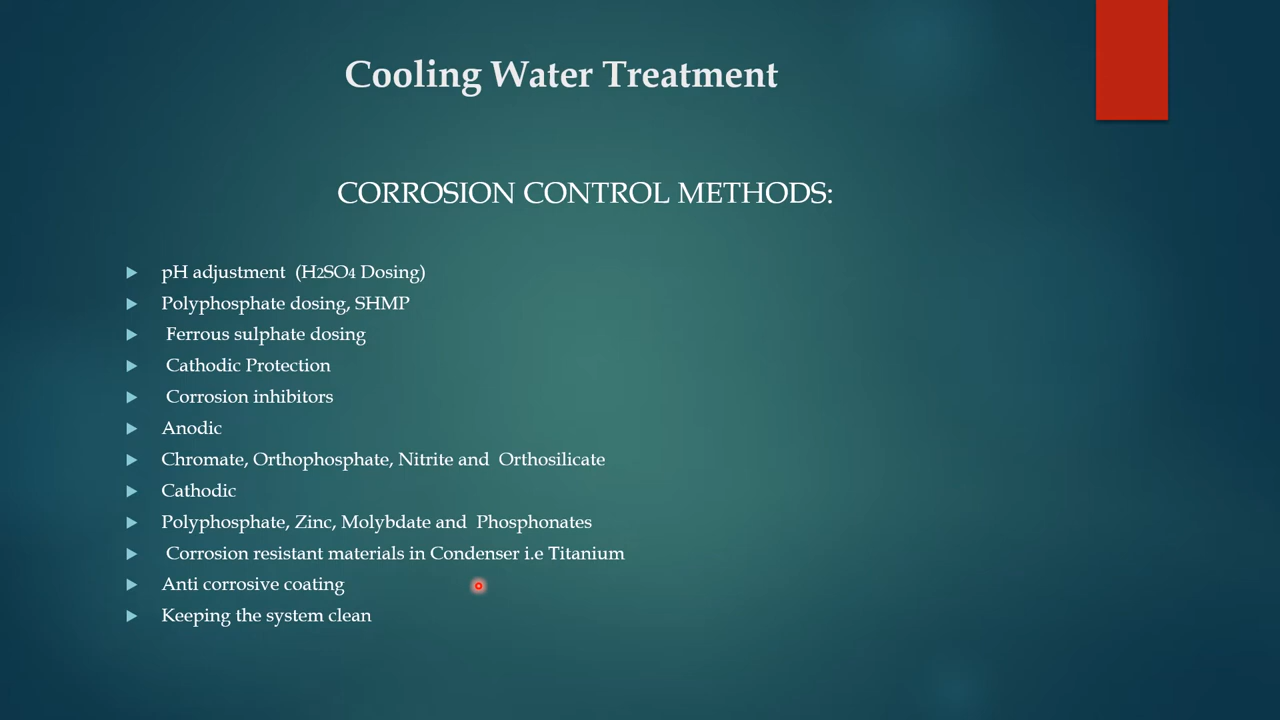 Cooling Water Treatment
CORROSION CONTROL METHODS:
pH adjustment (H2SO4 Dosing)
Polyphosphate dosing, SHMP
Ferrous sulphate dosing
Cathodic Protection
Corrosion inhibitors
Anodic
Chromate, Orthophosphate, Nitrite and Orthosilicate
Cathodic
Polyphosphate, Zinc, Molybdate and Phosphonates
Corrosion resistant materials in Condenser i.e Titanium
Anti corrosive coating
Keeping the system clean